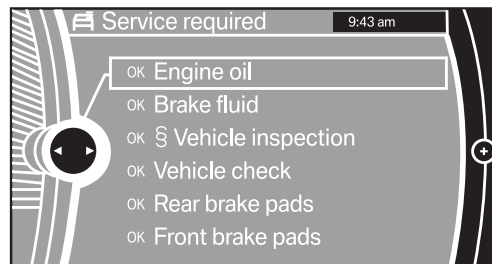 Service required 9:43 am
OK Engine oil
OK Brake fluid
OK § Vehicle inspection
OK Vehicle check
OK Rear brake pads
OK Front brake pads